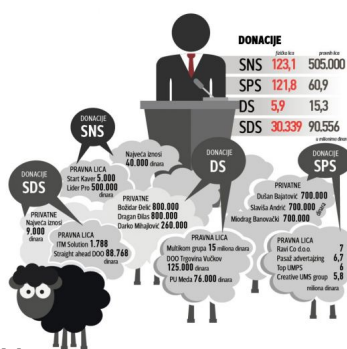 DONACIJE
fizička lica pravnih lica
SNS 123,1 505.000
SPS 121,8 60,9
DS 5,9 15,3
SDS 30.339 90.556
u milionima dinara
DONACIJE
SNS
PRAVNA LICA
Start Kaver 5.000
Lider Pro 500.000
dinara
Najveća iznosi
40.000 dinara
DONACIJE
DS
PRIVATNE
Božidar Đelić 800.000
Dragan Đilas 800.000
Darko Mihajlović 260.000
DONACIJE
SPS
PRIVATNE
Dušan Bajatović 700.000
Slaviša Andrić 700.000
dinara
Miodrag Banovački 700.000
DONACIJE
SDS
PRIVATNE
Najveća iznosi
9.000
dinara
PRAVNA LICA
ITM Solution 1.788
Straight ahead DOO 88.768
dinara
PRAVNA LICA
Multikom grupa 15 miliona dinara
DOO Trgovina Vučkov
125.000 dinara
PU Meda 76.000 dinara
PRAVNA LICA
Ravi Co d.o.o. 7
Pasaž advertajzing 6,7
Top UMPS 6
Creative UMS group 5,8
miliona dinara